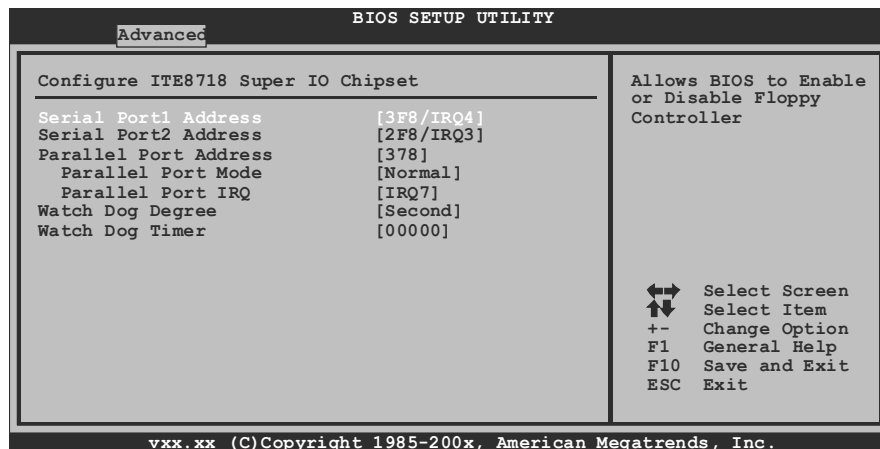 BIOS SETUP UTILITY
Advanced
Configure ITE8718 Super IO Chipset
Serial Port1 Address [3F8/IRQ4]
Serial Port2 Address [2F8/IRQ3]
Parallel Port Address [378]
Parallel Port Mode [Normal]
Parallel Port IRQ [IRQ7]
Watch Dog Degree [Second]
Watch Dog Timer [00000]
Allows BIOS to Enable
or Disable Floppy
Controller
Select Screen
Select Item
+- Change Option
F1 General Help
F10 Save and Exit
ESC Exit
vxx.xx (C)Copyright 1985-200x, American Megatrends, Inc.